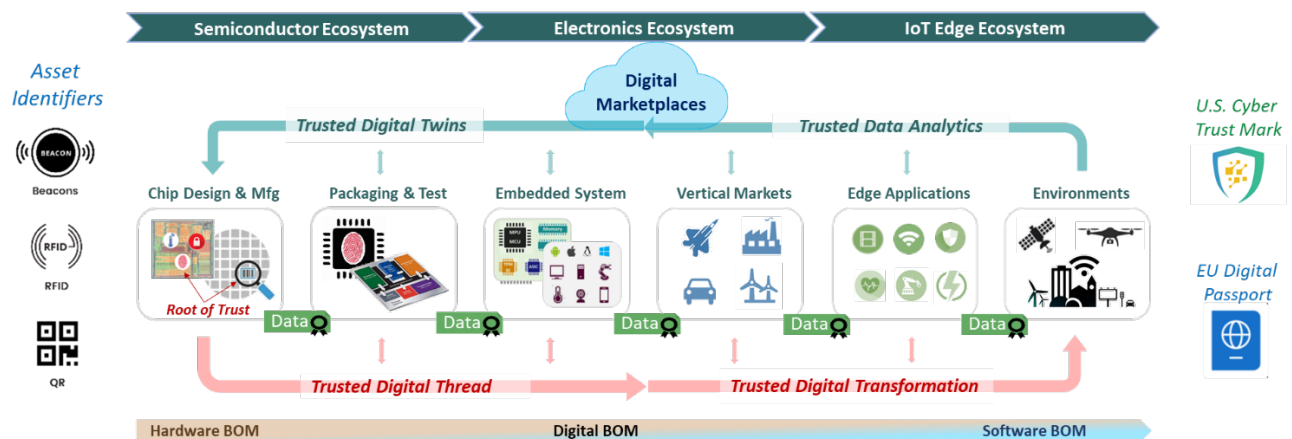 Semiconductor Ecosystem
Electronics Ecosystem
IoT Edge Ecosystem
Asset
Identifiers
BEACON
Beacons
RFID
RFID
QR
Digital
Marketplaces
Trusted Digital Twins
Trusted Data Analytics
Chip Design & Mfg
Packaging & Test
Embedded System
Vertical Markets
Edge Applications
Environments
Root of Trust
MPU
MCU
Memory
Data
Data
Data
Data
Data
Trusted Digital Thread
Trusted Digital Transformation
Hardware BOM
Digital BOM
Software BOM
U.S. Cyber
Trust Mark
EU Digital
Passport